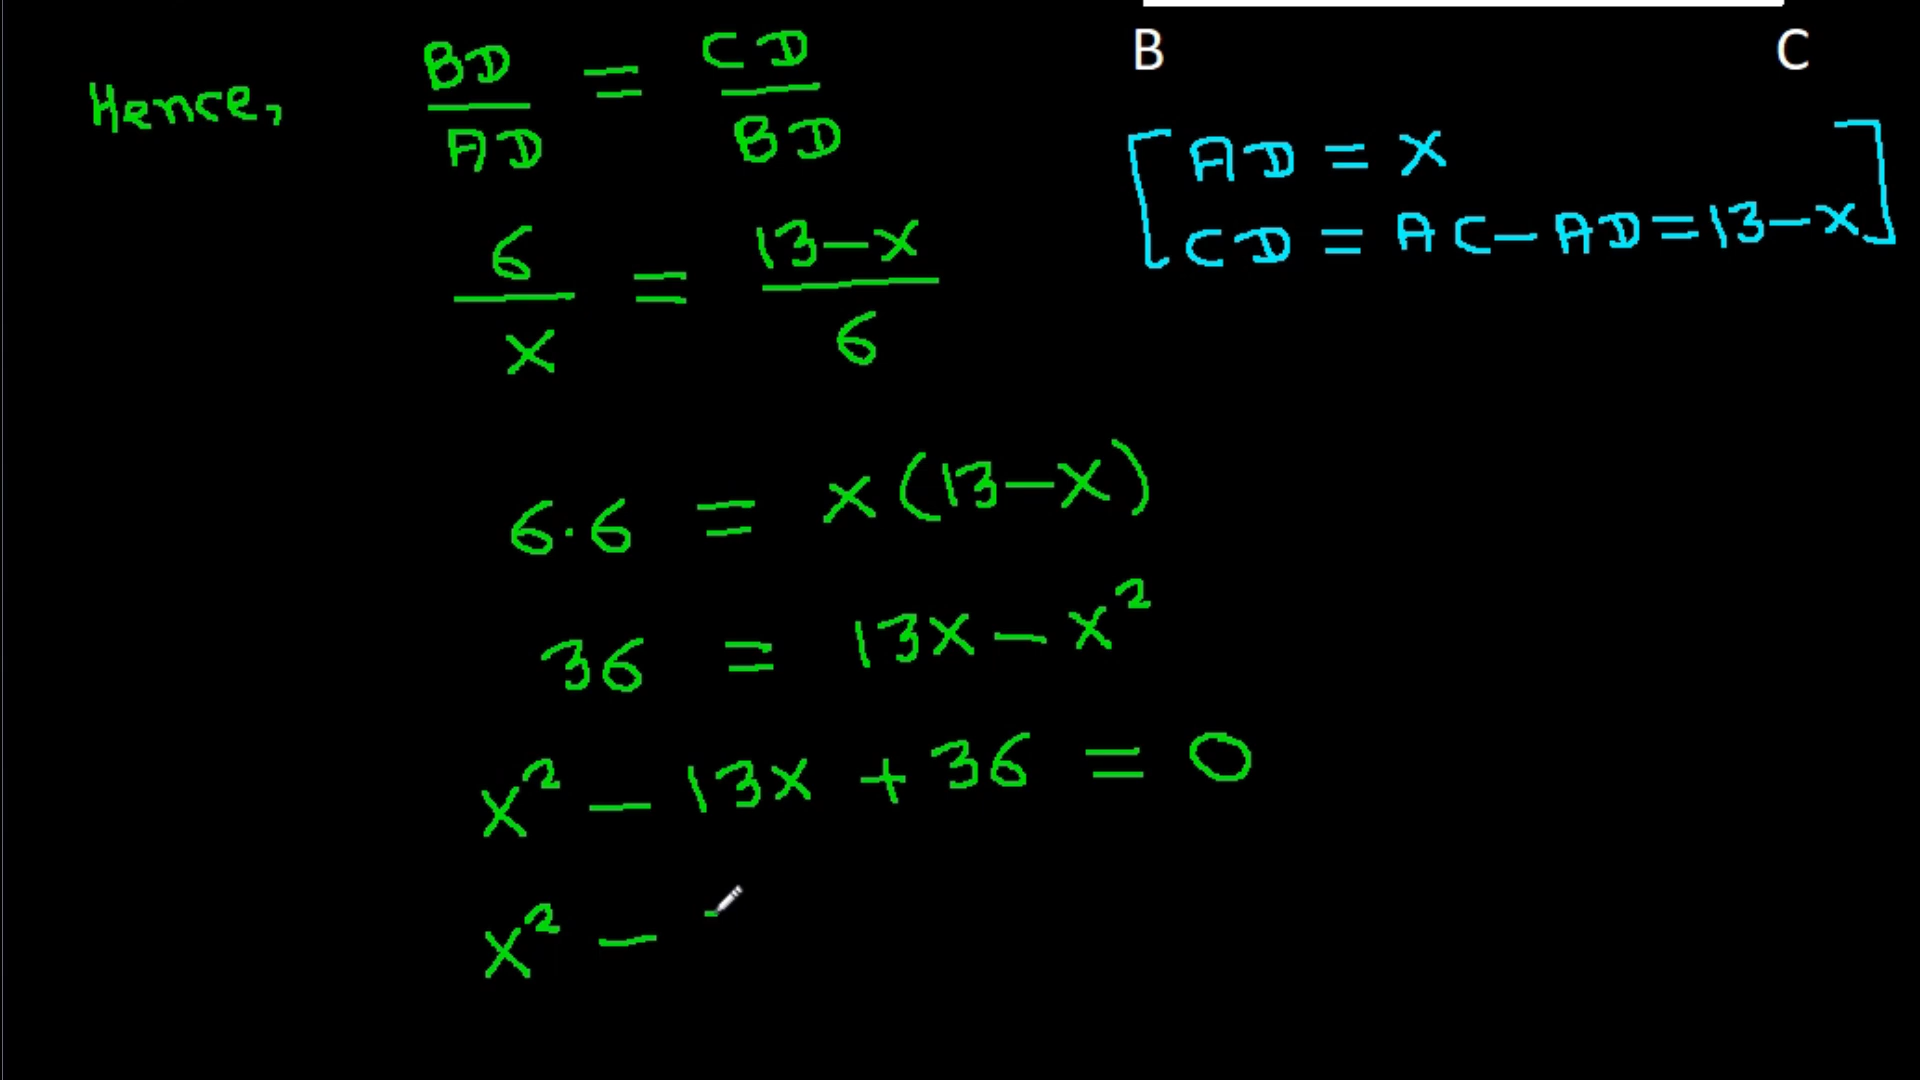 B C
Hence, BD/AD = CD/BD
[AD = x
CD = AC - AD = 13 - x]
6/x = 13 - x/6
6.6 = x(13 - x)
36 = 13x - x²
x² - 13x + 36 = 0
x² -